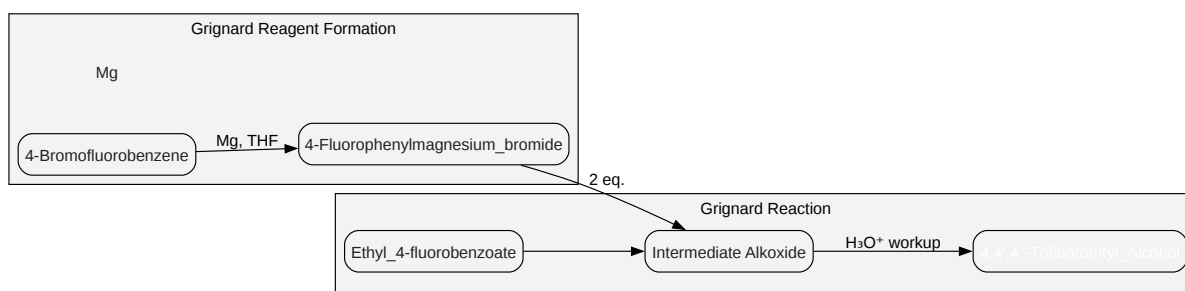 Grignard Reagent Formation
Mg
4-Bromofluorobenzene
Mg, THF
4-Fluorophenylmagnesium_bromide
2 eq.
Grignard Reaction
Ethyl_4-fluorobenzoate
Intermediate Alkoxide
H₃O⁺ workup
4,4',4''-Trifluorotrityl_Alcohol